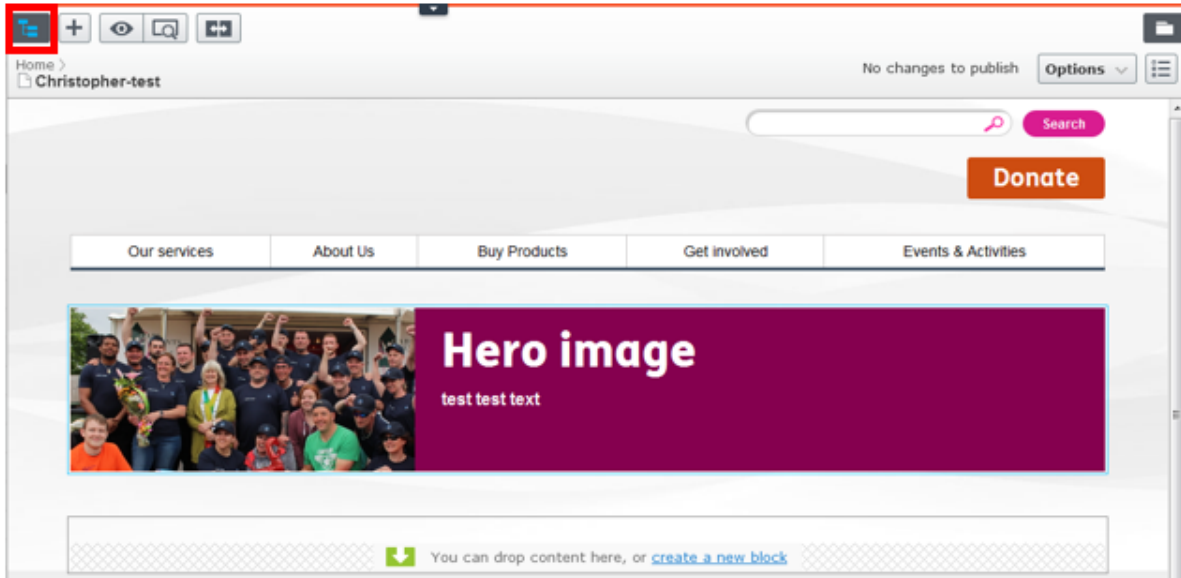 Home >
Christopher-test
No changes to publish
Options
Search
Donate
Our services
About Us
Buy Products
Get involved
Events & Activities
Hero image
test test text
You can drop content here, or create a new block